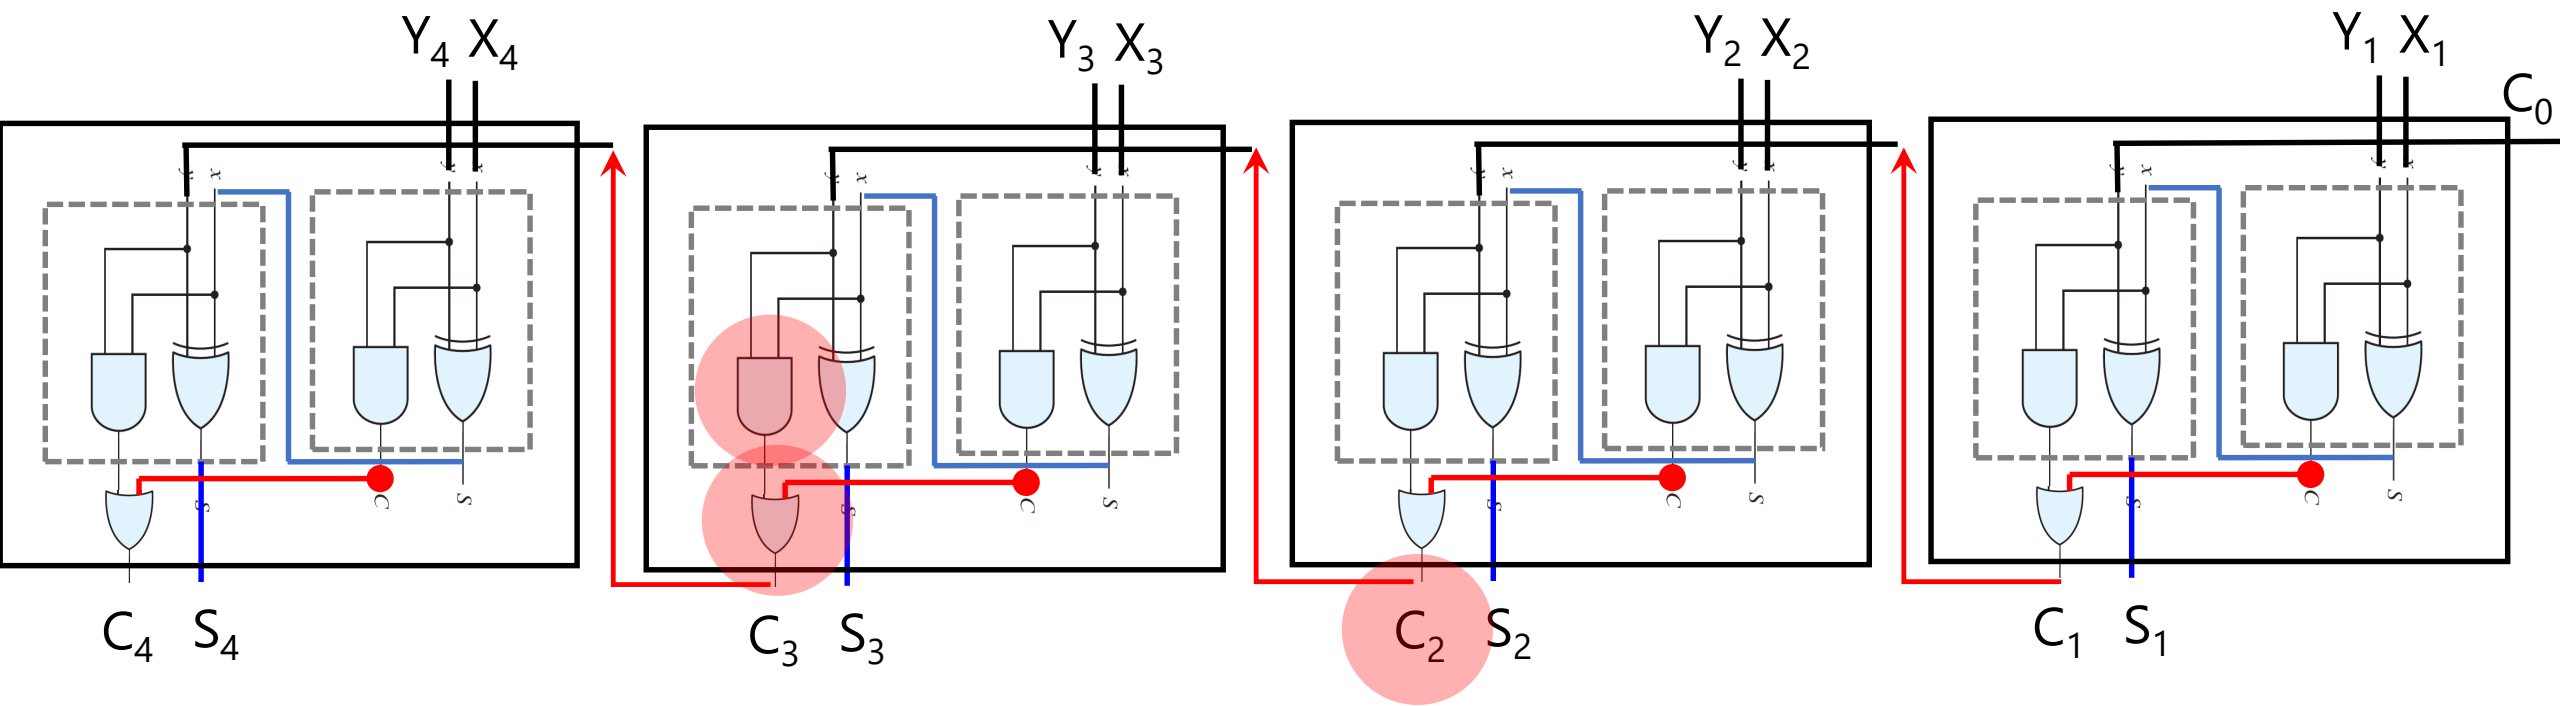 Y4 X4
Y3 X3
Y2 X2
Y1 X1
C0
y x y x
y x y x
y x y x
y x y x
S C S
S C S
S C S
S C S
C4 S4
C3 S3
C2 S2
C1 S1